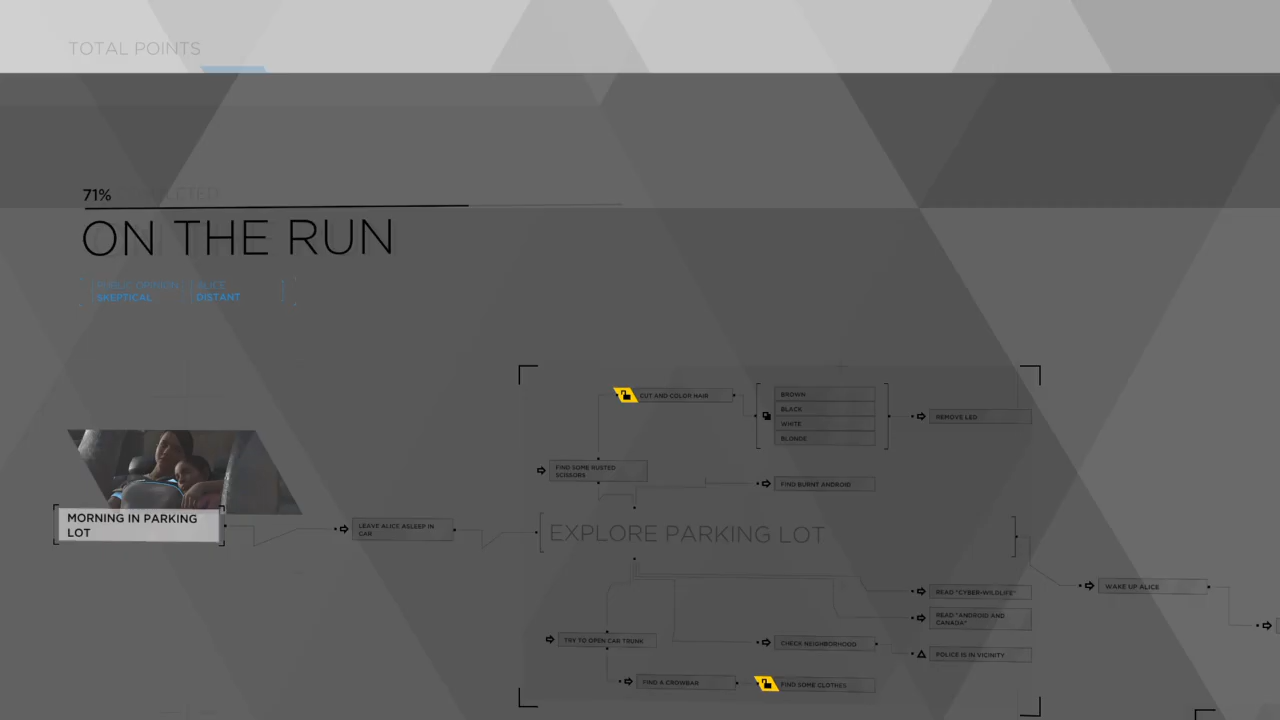 TOTAL POINTS
71%
ON THE RUN
PUBLIC OPINION
SKEPTICAL
ALICE
DISTANT
CUT AND COLOR HAIR
BROWN
BLACK
WHITE
BLONDE
REMOVE LED
FIND SOME RUSTED
SCISSORS
FIND BURNT ANDROID
MORNING IN PARKING
LOT
LEAVE ALICE ASLEEP IN
CAR
EXPLORE PARKING LOT
WAKE UP ALICE
READ "CYBER-WILDLIFE"
READ "ANDROID AND
CANADA"
TRY TO OPEN CAR TRUNK
CHECK NEIGHBORHOOD
POLICE IS IN VICINITY
FIND A CROWBAR
FIND SOME CLOTHES